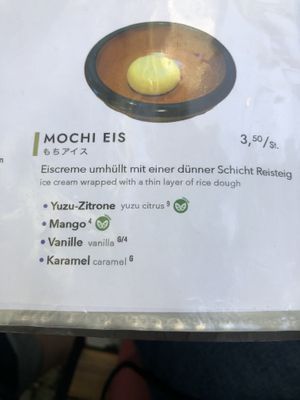 MOCHI EIS
3,50/St.
もちアイス
Eiscreme umhüllt mit einer dünner Schicht Reisteig
ice cream wrapped with a thin layer of rice dough
• Yuzu-Zitrone yuzu citrus 9
• Mango 4
• Vanille vanilla G/4
• Karamel caramel G